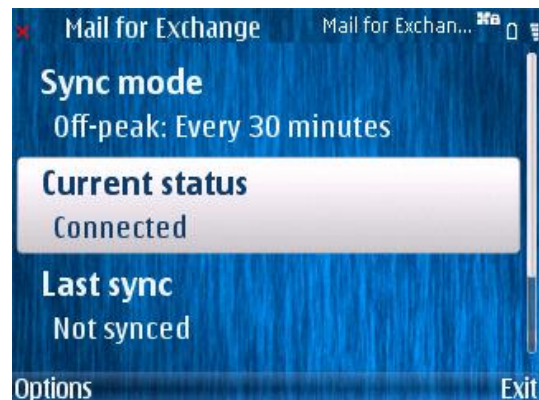 Mail for Exchange
Mail for Exchan...
Sync mode
Off-peak: Every 30 minutes
Current status
Connected
Last sync
Not synced
Options
Exit